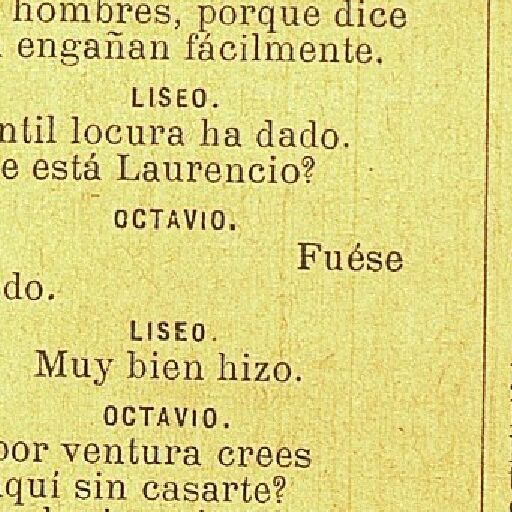 hombres, porque dice
engañan fácilmente.
LISEO.
ntil locura ha dado.
e está Laurencio?
OCTAVIO.
Fuése
do.
LISEO.
Muy bien hizo.
OCTAVIO.
por ventura crees
quí sin casarte?